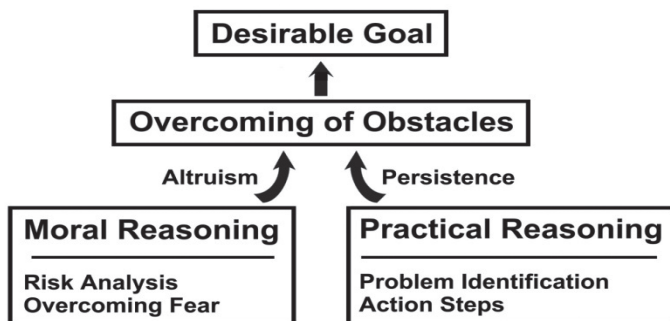 Desirable Goal
Overcoming of Obstacles
Altruism
Persistence
Moral Reasoning
Risk Analysis
Overcoming Fear
Practical Reasoning
Problem Identification
Action Steps